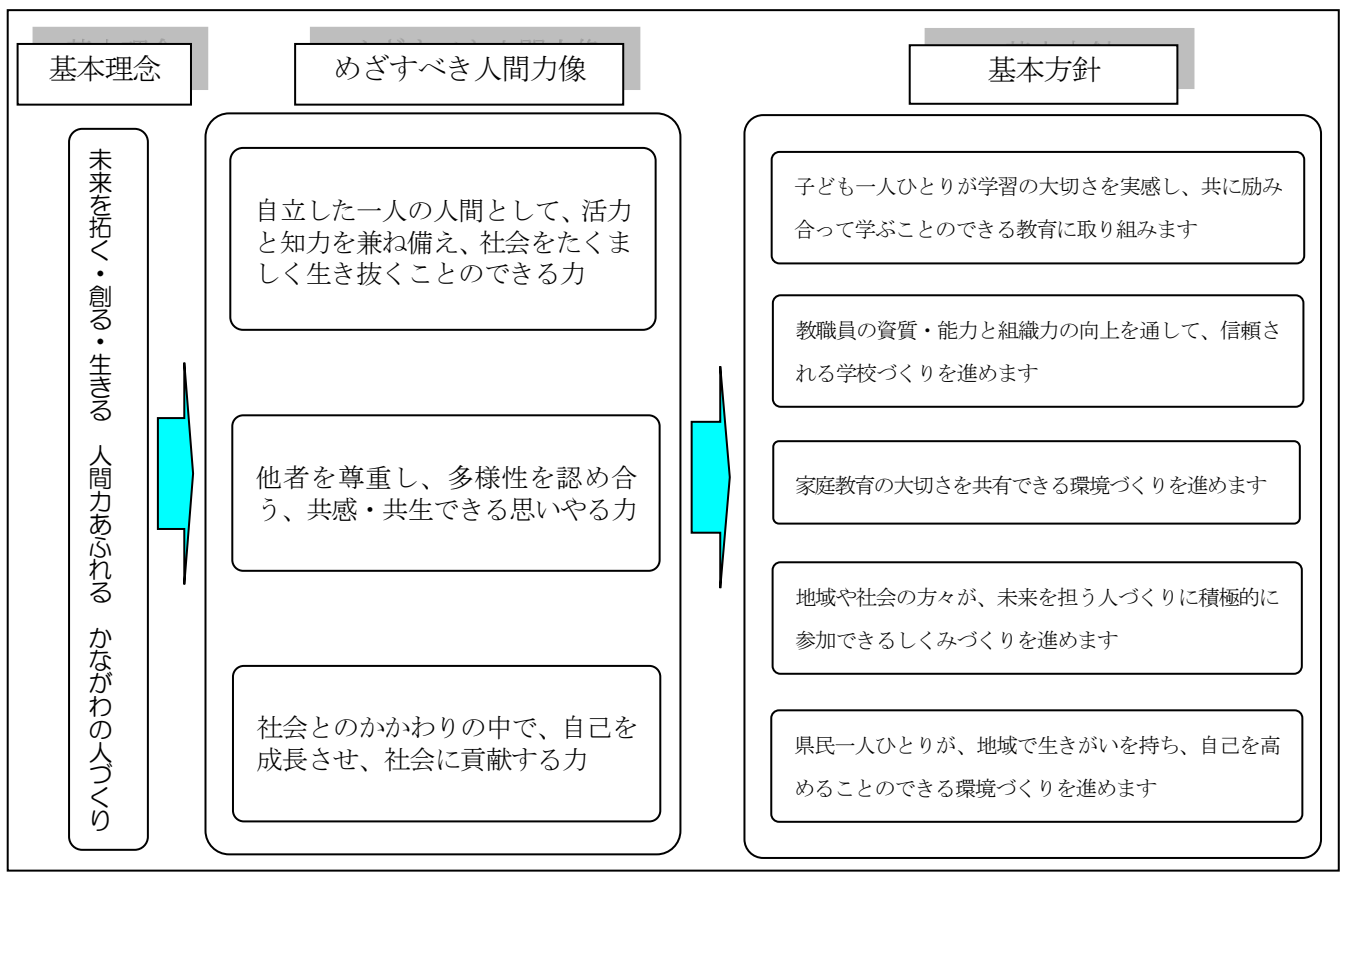 基本理念
未来を拓く・創る・生きる　人間力あふれる　かながわの人づくり
めざすべき人間力像
自立した一人の人間として、活力
と知力を兼ね備え、社会をたくま
しく生き抜くことのできる力
他者を尊重し、多様性を認め合
う、共感・共生できる思いやる力
社会とのかかわりの中で、自己を
成長させ、社会に貢献する力
基本方針
子ども一人ひとりが学習の大切さを実感し、共に励み
合って学ぶことのできる教育に取り組みます
教職員の資質・能力と組織力の向上を通して、信頼さ
れる学校づくりを進めます
家庭教育の大切さを共有できる環境づくりを進めます
地域や社会の方々が、未来を担う人づくりに積極的に
参加できるしくみづくりを進めます
県民一人ひとりが、地域で生きがいを持ち、自己を高
めることのできる環境づくりを進めます